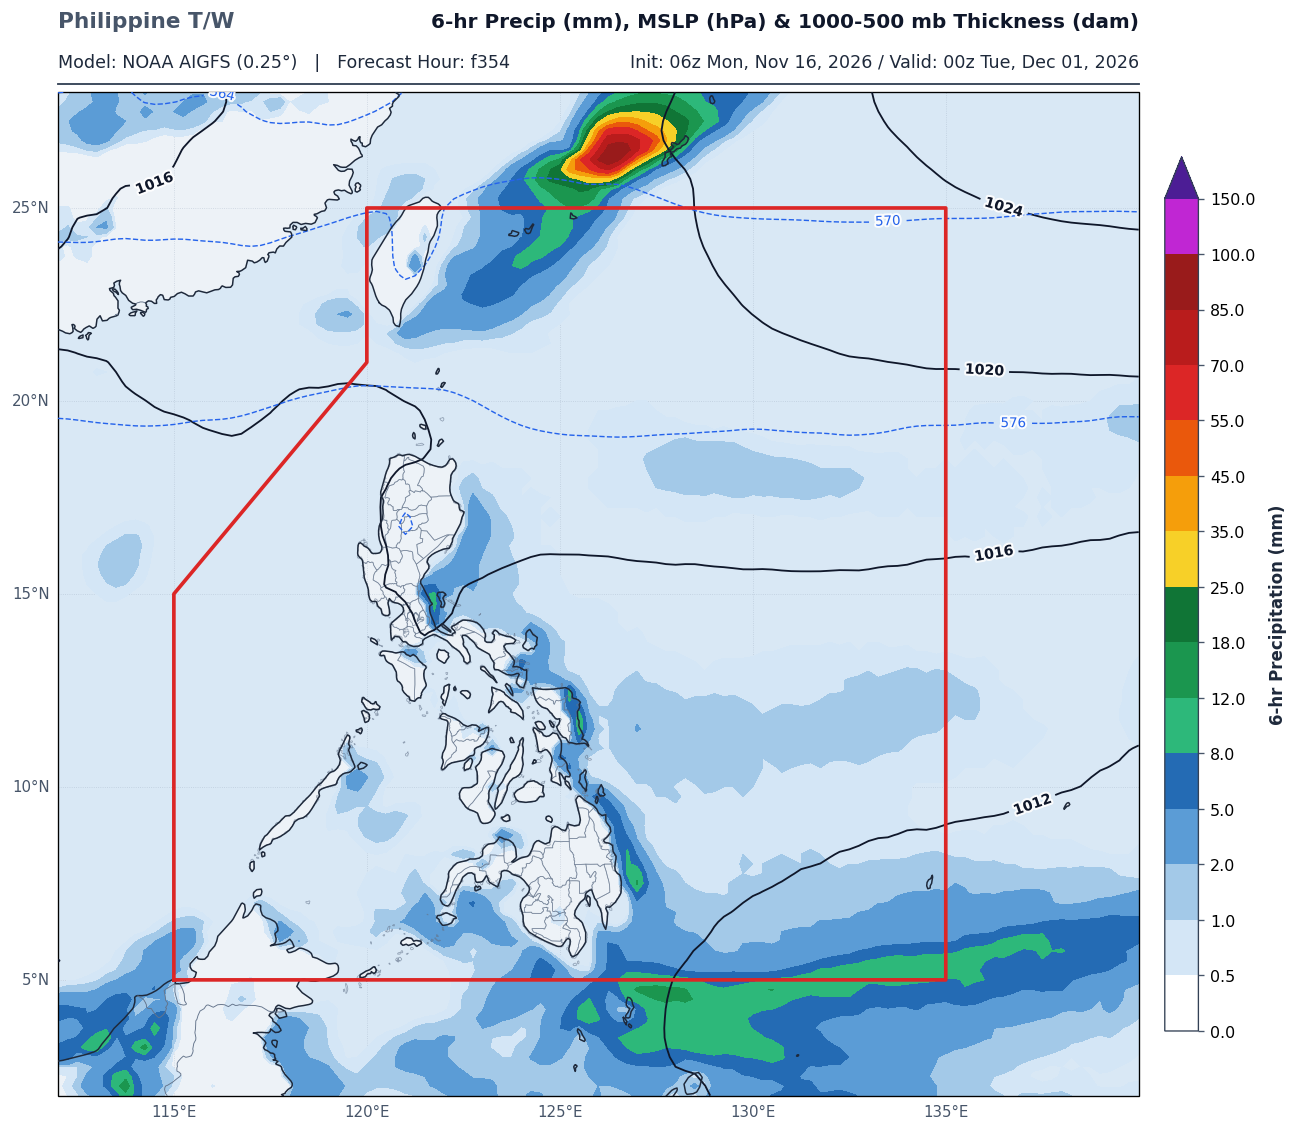 Philippine T/W
6-hr Precip (mm), MSLP (hPa) & 1000-500 mb Thickness (dam)
Model: NOAA AIGFS (0.25°)   |   Forecast Hour: f354
Init: 06z Mon, Nov 16, 2026 / Valid: 00z Tue, Dec 01, 2026
564
1016
1024
570
1020
576
1016
1012
25°N
20°N
15°N
10°N
5°N
115°E
120°E
125°E
130°E
135°E
150.0
100.0
85.0
70.0
55.0
45.0
35.0
25.0
18.0
12.0
8.0
5.0
2.0
1.0
0.5
0.0
6-hr Precipitation (mm)